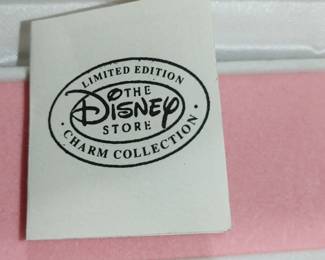 LIMITED EDITION
THE
Disney
STORE
· CHARM COLLECTION ·